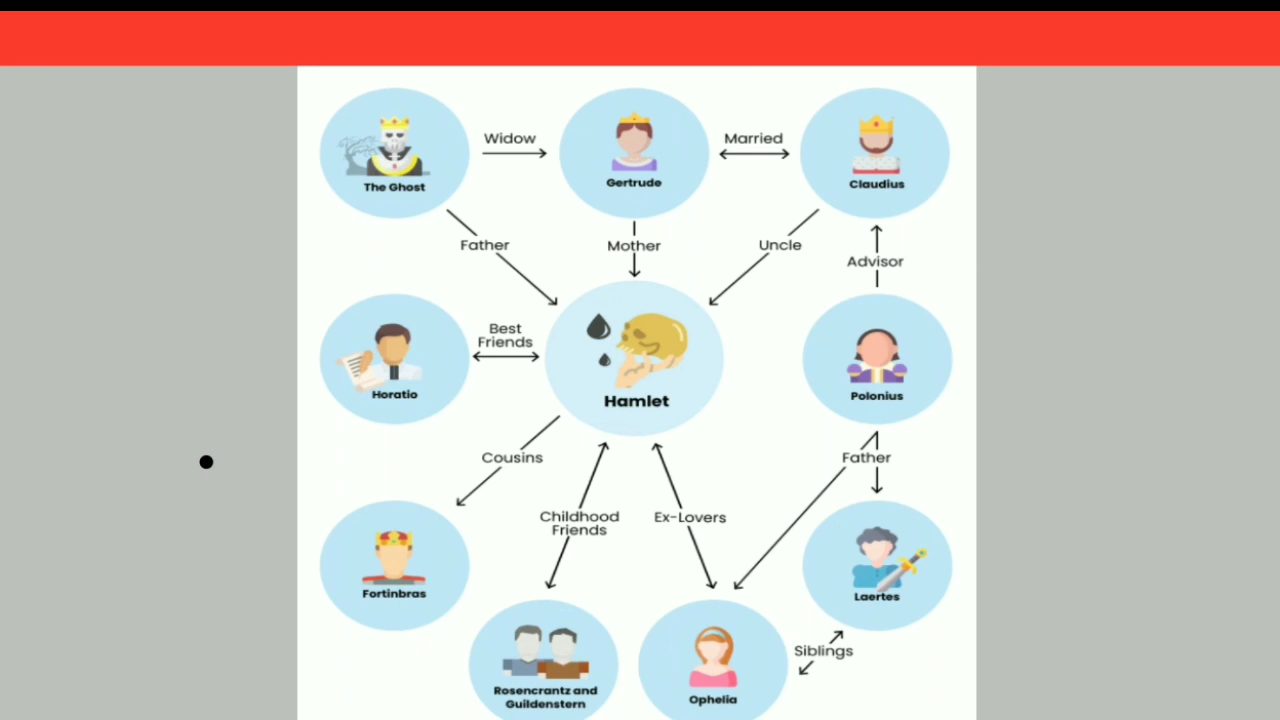 Widow
Married
The Ghost
Gertrude
Claudius
Father
Mother
Uncle
Advisor
Best
Friends
Horatio
Hamlet
Polonius
Cousins
Father
Childhood
Friends
Ex-Lovers
Fortinbras
Laertes
Siblings
Rosencrantz and
Guildenstern
Ophelia